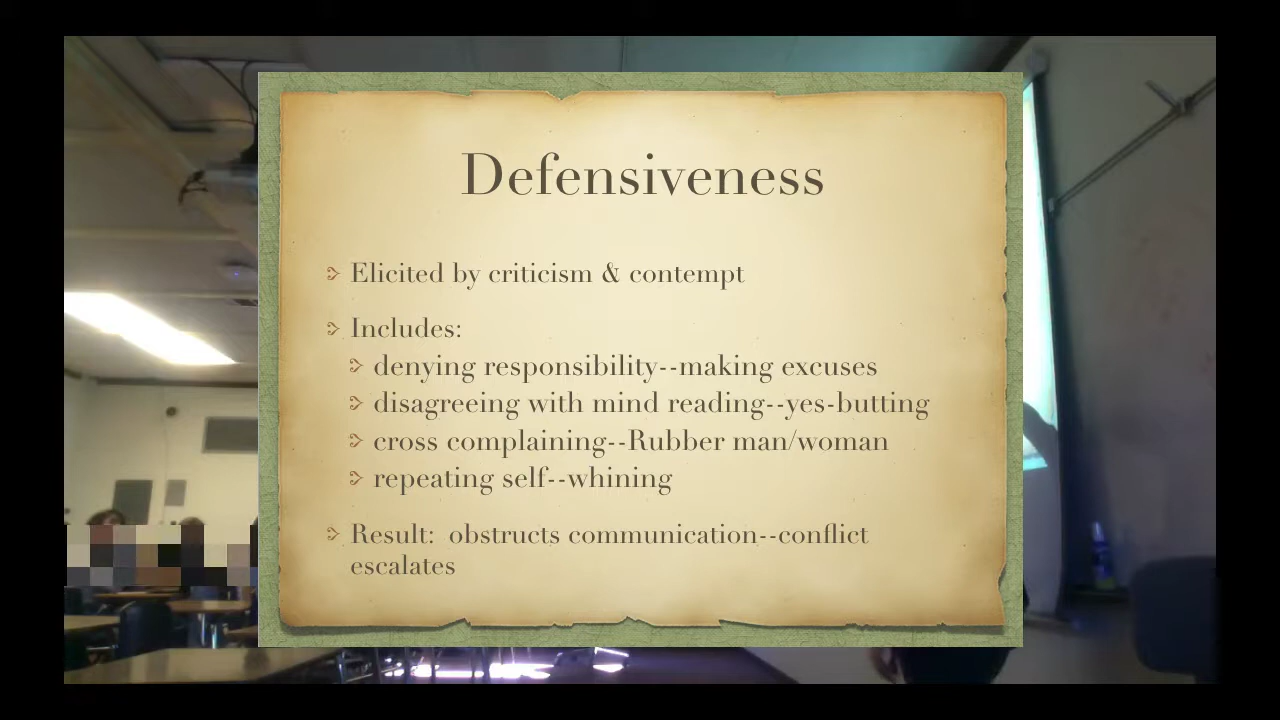 Defensiveness
Elicited by criticism & contempt
Includes:
denying responsibility--making excuses
disagreeing with mind reading--yes-butting
cross complaining--Rubber man/woman
repeating self--whining
Result:  obstructs communication--conflict
escalates